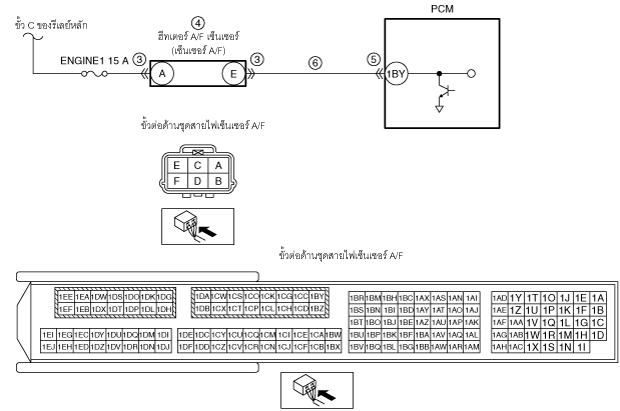 PCM
ขั้ว C ของรีเลย์หลัก
④
ฮีทเตอร์ A/F เซ็นเซอร์
(เซ็นเซอร์ A/F)
ENGINE1 15 A ③ ③ ⑥ ⑤
A E 1BY
ขั้วต่อด้านชุดสายไฟเซ็นเซอร์ A/F
E C A
F D B
ขั้วต่อด้านชุดสายไฟเซ็นเซอร์ A/F
1EE 1EA 1DW 1DS 1DO 1DK 1DG 1DA 1CW 1CS 1CO 1CK 1CG 1CC 1BY 1BR 1BM 1BH 1BC 1AX 1AS 1AN 1AI 1AD 1Y 1T 1O 1J 1E 1A
1EF 1EB 1DX 1DT 1DP 1DL 1DH 1DB 1CX 1CT 1CP 1CL 1CH 1CD 1BZ 1BS 1BN 1BI 1BD 1AY 1AT 1AO 1AJ 1AE 1Z 1U 1P 1K 1F 1B
1BT 1BO 1BJ 1BE 1AZ 1AU 1AP 1AK 1AF 1AA 1V 1Q 1L 1G 1C
1EI 1EG 1EC 1DY 1DU 1DQ 1DM 1DI 1DE 1DC 1CY 1CU 1CQ 1CM 1CI 1CE 1CA 1BW 1BU 1BP 1BK 1BF 1BA 1AV 1AQ 1AL 1AG 1AB 1W 1R 1M 1H 1D
1EJ 1EH 1ED 1DZ 1DV 1DR 1DN 1DJ 1DF 1DD 1CZ 1CV 1CR 1CN 1CJ 1CF 1CB 1BX 1BV 1BQ 1BL 1BG 1BB 1AW 1AR 1AM 1AH 1AC 1X 1S 1N 1I